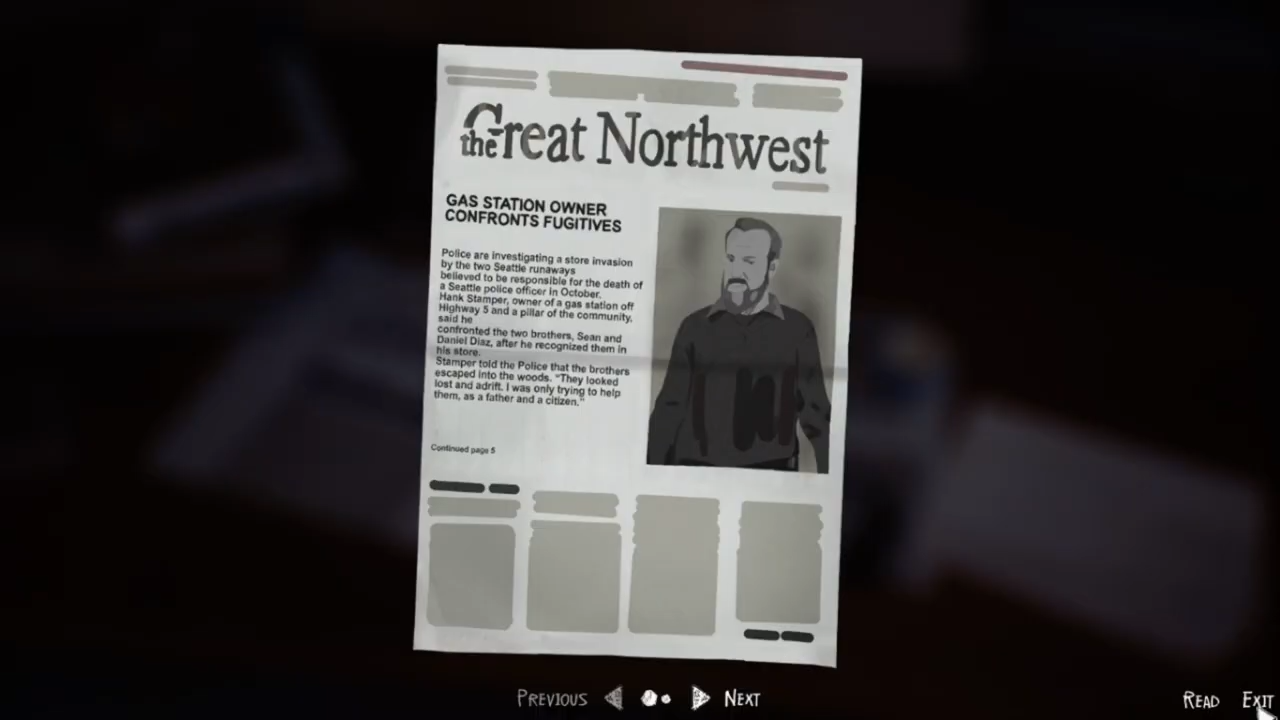 the Great Northwest
GAS STATION OWNER
CONFRONTS FUGITIVES
Police are investigating a store invasion
by the two Seattle runaways
believed to be responsible for the death of
a Seattle police officer in October.
Hank Stamper, owner of a gas station off
Highway 5 and a pillar of the community,
said he
confronted the two brothers, Sean and
Daniel Diaz, after he recognized them in
his store.
Stamper told the Police that the brothers
escaped into the woods. "They looked
lost and adrift. I was only trying to help
them, as a father and a citizen."
Continued page 5
PREVIOUS
NEXT
READ
EXIT